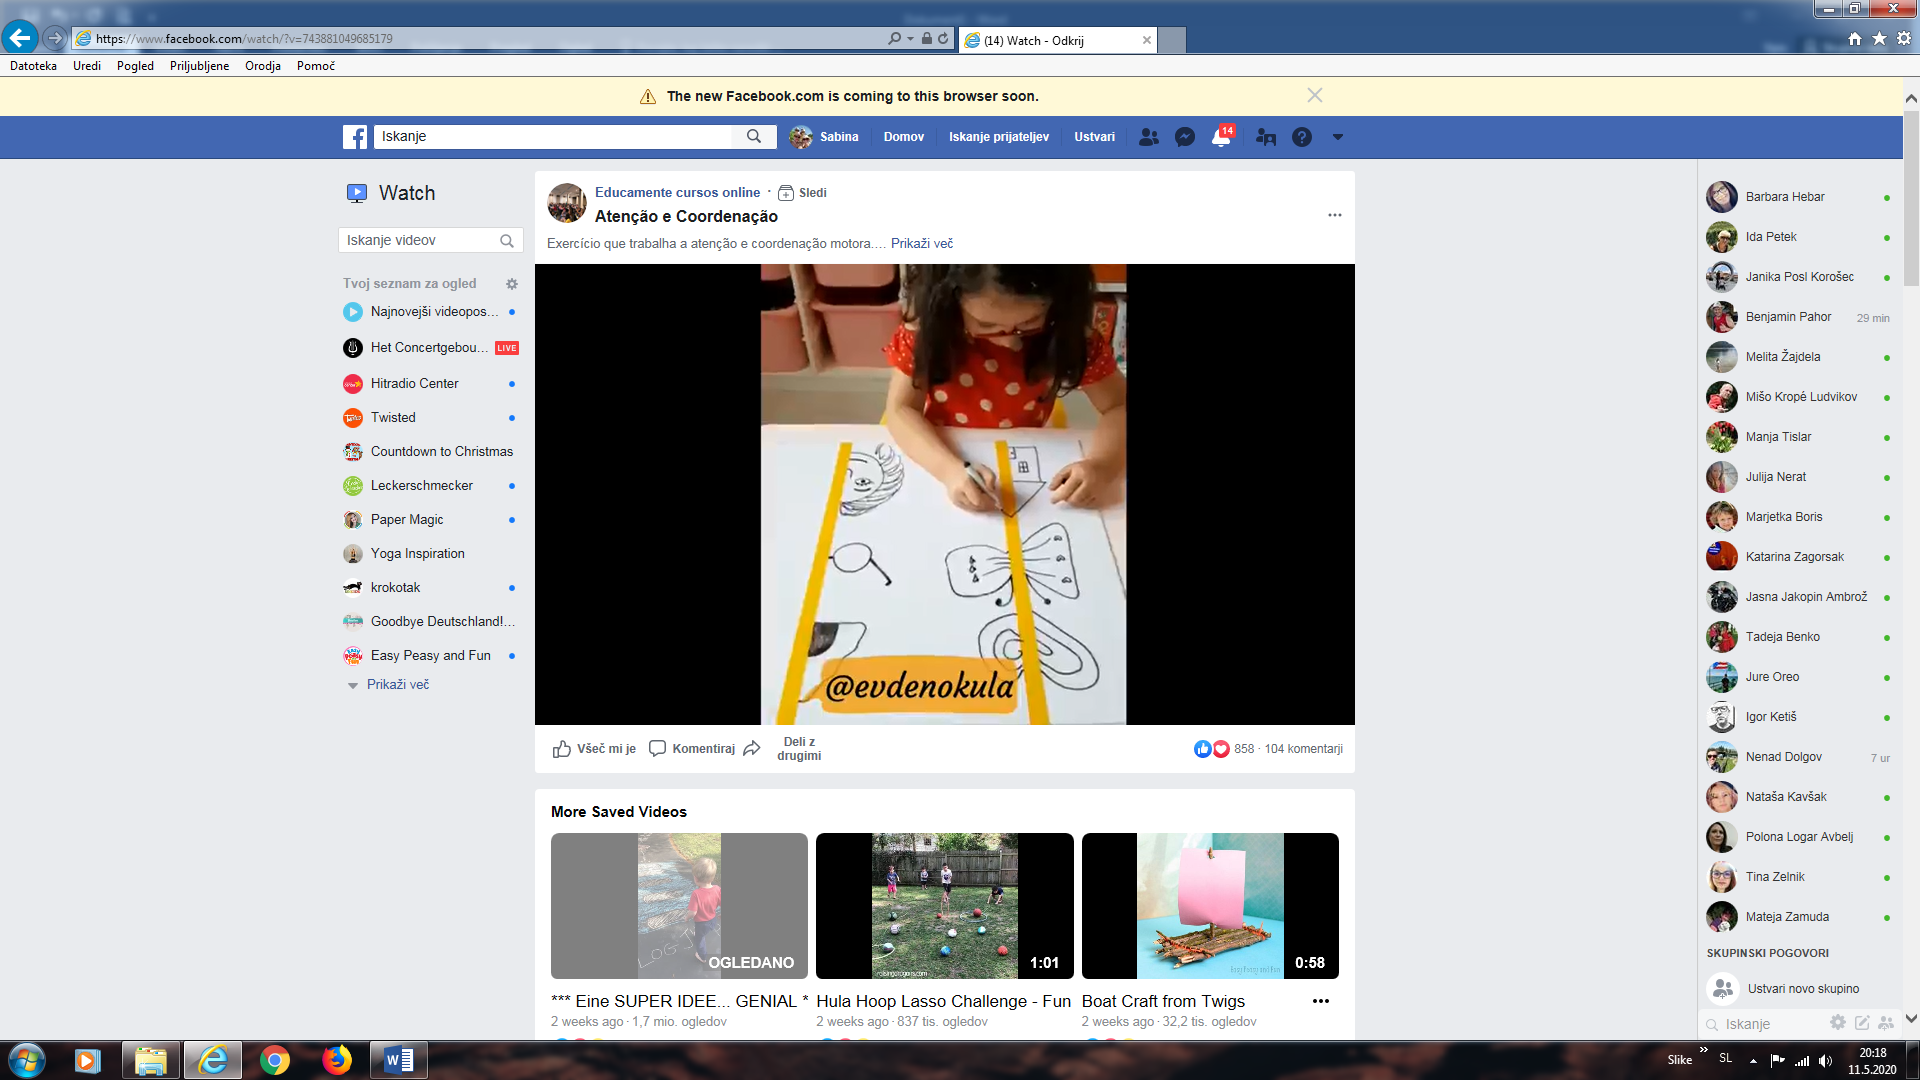 https://www.facebook.com/watch/?v=743881049685179
(14) Watch - Odkrij
Datoteka Uredi Pogled Priljubljene Orodja Pomoč
The new Facebook.com is coming to this browser soon.
Iskanje
Sabina Domov Iskanje prijateljev Ustvari 14
Watch
Iskanje videov
Tvoj seznam za ogled
Najnovejši videopos...
Het Concertgebou... LIVE
Hitradio Center
Twisted
Countdown to Christmas
Leckerschmecker
Paper Magic
Yoga Inspiration
krokotak
Goodbye Deutschland!...
Easy Peasy and Fun
Prikaži več
Educamente cursos online · Sledi
Atenção e Coordenação
Exercício que trabalha a atenção e coordenação motora.... Prikaži več
@evdenokula
Všeč mi je Komentiraj Deli z drugimi
858 · 104 komentarji
More Saved Videos
OGLEDANO
1:01
0:58
*** Eine SUPER IDEE... GENIAL *
2 weeks ago · 1,7 mio. ogledov
Hula Hoop Lasso Challenge - Fun
2 weeks ago · 837 tis. ogledov
Boat Craft from Twigs
2 weeks ago · 32,2 tis. ogledov
Barbara Hebar
Ida Petek
Janika Posl Korošec
Benjamin Pahor 29 min
Melita Žajdela
Mišo Kropé Ludvikov
Manja Tislar
Julija Nerat
Marjetka Boris
Katarina Zagorsak
Jasna Jakopin Ambrož
Tadeja Benko
Jure Oreo
Igor Ketiš
Nenad Dolgov 7 ur
Nataša Kavšak
Polona Logar Avbelj
Tina Zelnik
Mateja Zamuda
SKUPINSKI POGOVORI
Ustvari novo skupino
Iskanje
Slike SL
20:18
11.5.2020